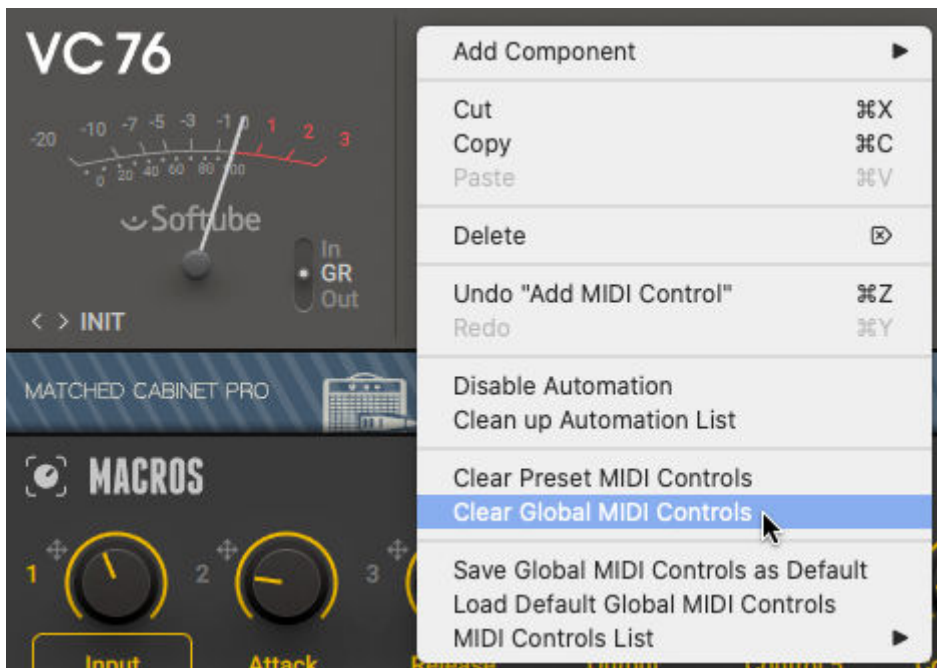 VC 76
-20 -10 -7 -5 -3 -1 0 1 2 3
0 20 40 60 80 100
Softube
In
GR
Out
< > INIT
MATCHED CABINET PRO
MACROS
1 2 3
Input Attack Release
Add Component
Cut ⌘X
Copy ⌘C
Paste ⌘V
Delete
Undo "Add MIDI Control" ⌘Z
Redo ⌘Y
Disable Automation
Clean up Automation List
Clear Preset MIDI Controls
Clear Global MIDI Controls
Save Global MIDI Controls as Default
Load Default Global MIDI Controls
MIDI Controls List